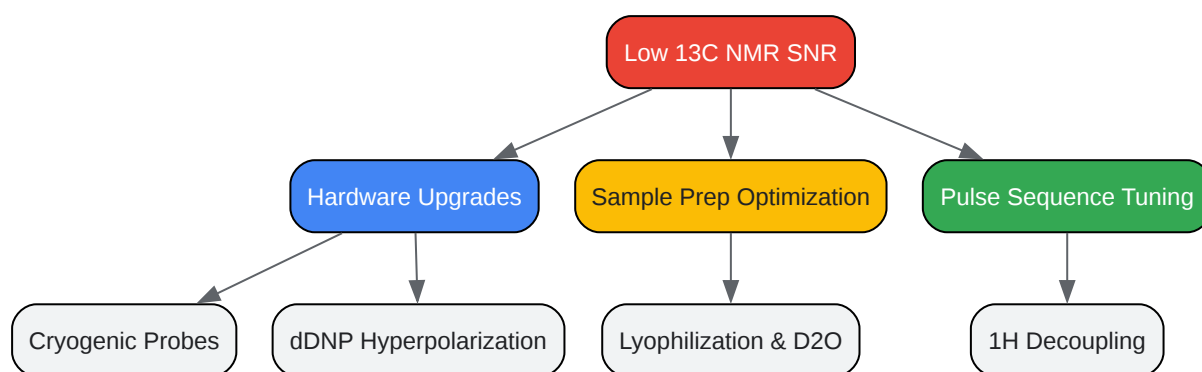 Low 13C NMR SNR
Hardware Upgrades
Sample Prep Optimization
Pulse Sequence Tuning
Cryogenic Probes
dDNP Hyperpolarization
Lyophilization & D2O
1H Decoupling